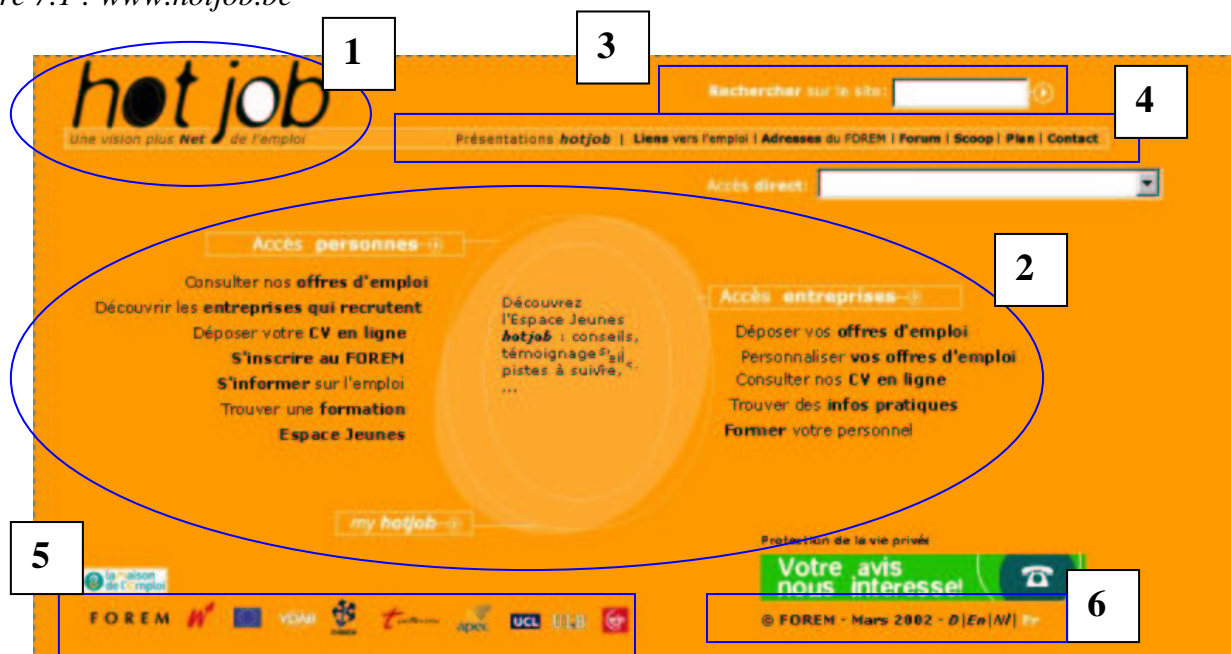 re 7.1 : www.hotjob.be
1
3
hot job
Rechercher sur le site:
4
Une vision plus Net de l'emploi
Présentations hotjob | Liens vers l'emploi | Adresses du FOREM | Forum | Scoop | Plan | Contact
Accès direct:
Accès personnes
2
Consulter nos offres d'emploi
Découvrir les entreprises qui recrutent
Déposer votre CV en ligne
S'inscrire au FOREM
S'informer sur l'emploi
Trouver une formation
Espace Jeunes
Découvrez
l'Espace Jeunes
hotjob : conseils,
témoignage
pistes à suivre,
...
Accès entreprises
Déposer vos offres d'emploi
Personnaliser vos offres d'emploi
Consulter nos CV en ligne
Trouver des infos pratiques
Former votre personnel
my hotjob
5
Protection de la vie privée
la maison
de l'emploi
Votre avis
nous interesse!
6
FOREM VDAB apec UCL ULB
© FOREM - Mars 2002 - D|En|Nl| Fr